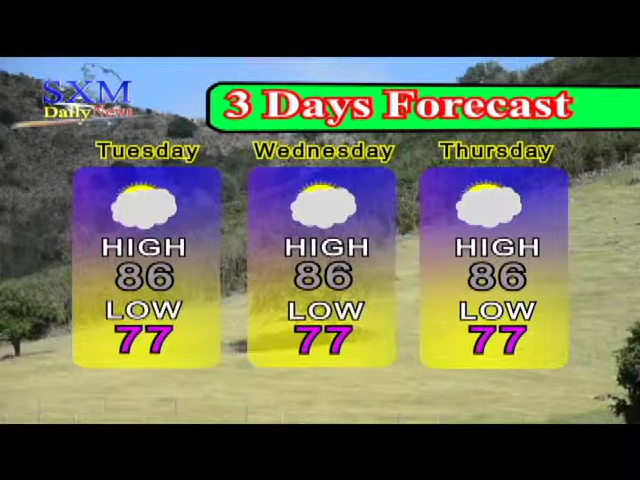 SXM
Daily News
3 Days Forecast
Tuesday
Wednesday
Thursday
HIGH
86
LOW
77
HIGH
86
LOW
77
HIGH
86
LOW
77